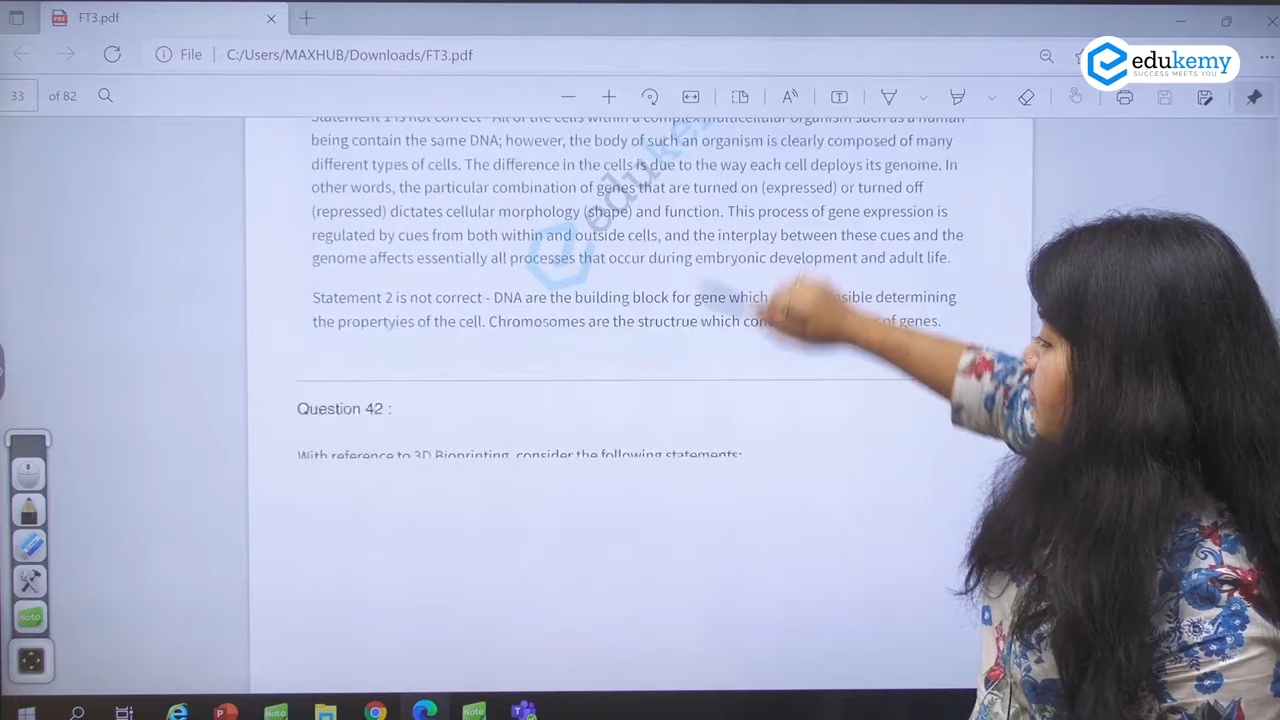 FT3.pdf
File
C:/Users/MAXHUB/Downloads/FT3.pdf
edukemy
SUCCESS MEETS YOU
33 of 82
Statement 1 is not correct - All of the cells within a complex multicellular organism such as a human
being contain the same DNA; however, the body of such an organism is clearly composed of many
different types of cells. The difference in the cells is due to the way each cell deploys its genome. In
other words, the particular combination of genes that are turned on (expressed) or turned off
(repressed) dictates cellular morphology (shape) and function. This process of gene expression is
regulated by cues from both within and outside cells, and the interplay between these cues and the
genome affects essentially all processes that occur during embryonic development and adult life.
Statement 2 is not correct - DNA are the building block for gene which determining
the propertyies of the cell. Chromosomes are the structrue which of genes.
Question 42 :
With reference to 3D Bioprinting, consider the following statements:
Note
Note
Note